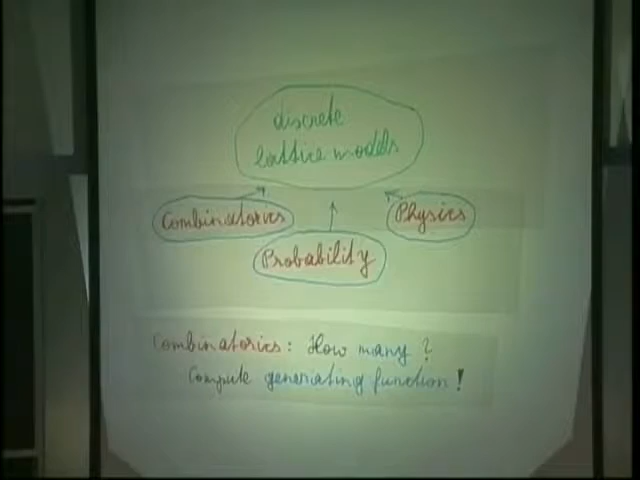 discrete
lattice models
Combinatorics
Physics
Probability
Combinatorics: How many?
Compute generating function!